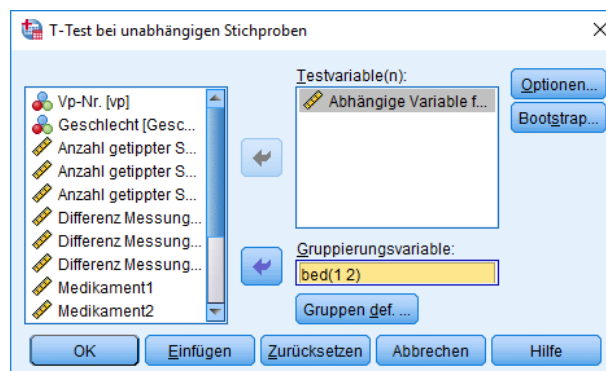 T-Test bei unabhängigen Stichproben
Vp-Nr. [vp]
Geschlecht [Gesc...
Anzahl getippter S...
Anzahl getippter S...
Anzahl getippter S...
Differenz Messung...
Differenz Messung...
Differenz Messung...
Medikament1
Medikament2
Testvariable(n):
Abhängige Variable f...
Gruppierungsvariable:
bed(1 2)
Gruppen def. ...
Optionen...
Bootstrap...
OK
Einfügen
Zurücksetzen
Abbrechen
Hilfe